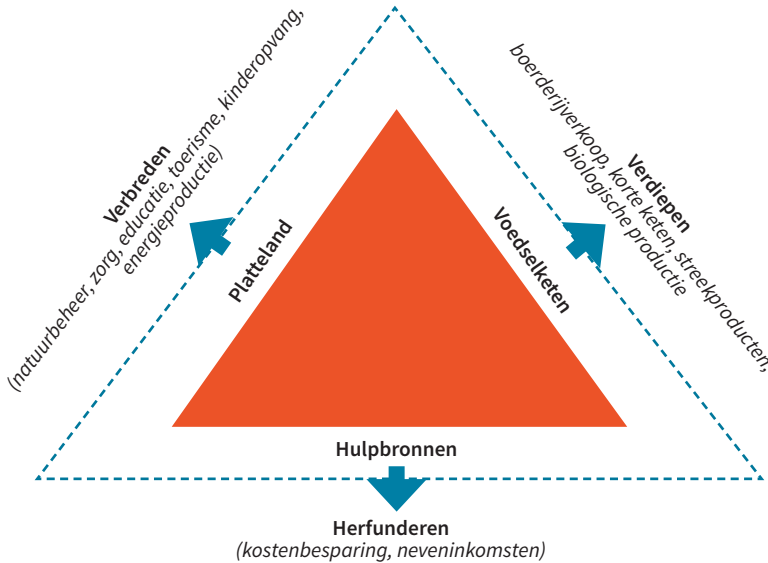 Verbreden
(natuurbeheer, zorg, educatie, toerisme, kinderopvang,
energieproductie)
Platteland
Verdiepen
boerderijverkoop, korte keten, streekproducten,
biologische productie
Voedselketen
Hulpbronnen
Herfunderen
(kostenbesparing, neveninkomsten)